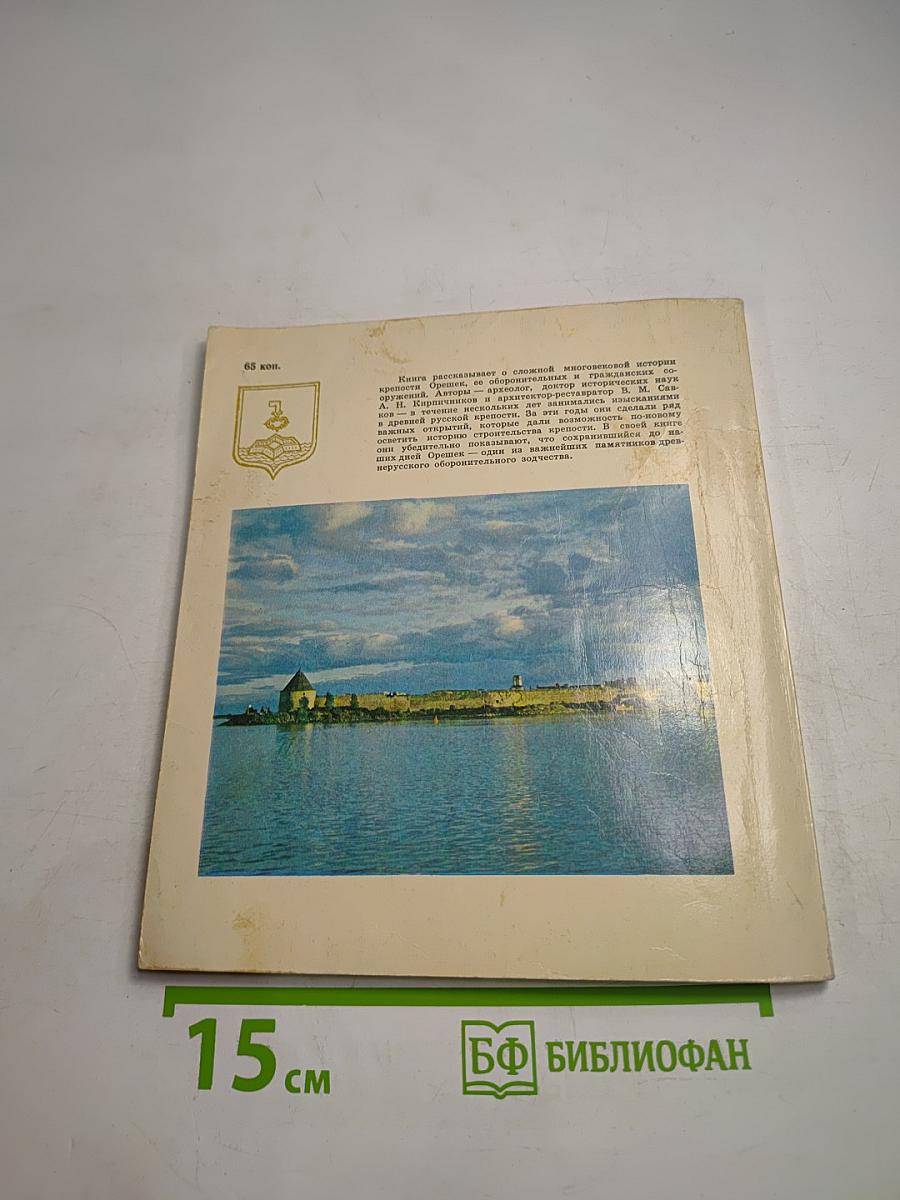 65 коп.
Книга рассказывает о сложной многовековой истории
крепости Орешек, ее оборонительных и гражданских со-
оружений. Авторы — археолог, доктор исторических наук
А. Н. Кирпичников и архитектор-реставратор В. М. Сав-
ков — в течение нескольких лет занимались изысканиями
в древней русской крепости. За эти годы они сделали ряд
важных открытий, которые дали возможность по-новому
осветить историю строительства крепости. В своей книге
они убедительно показывают, что сохранившийся до на-
ших дней Орешек — один из важнейших памятников древ-
нерусского оборонительного зодчества.
15 см
БФ БИБЛИОФАН